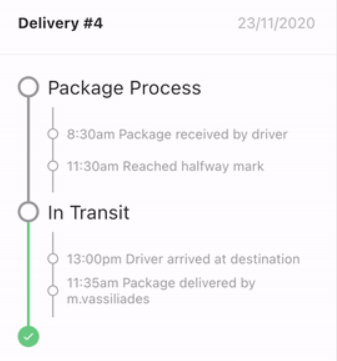 Delivery #4 23/11/2020
Package Process
8:30am Package received by driver
11:30am Reached halfway mark
In Transit
13:00pm Driver arrived at destination
11:35am Package delivered by
m.vassiliades